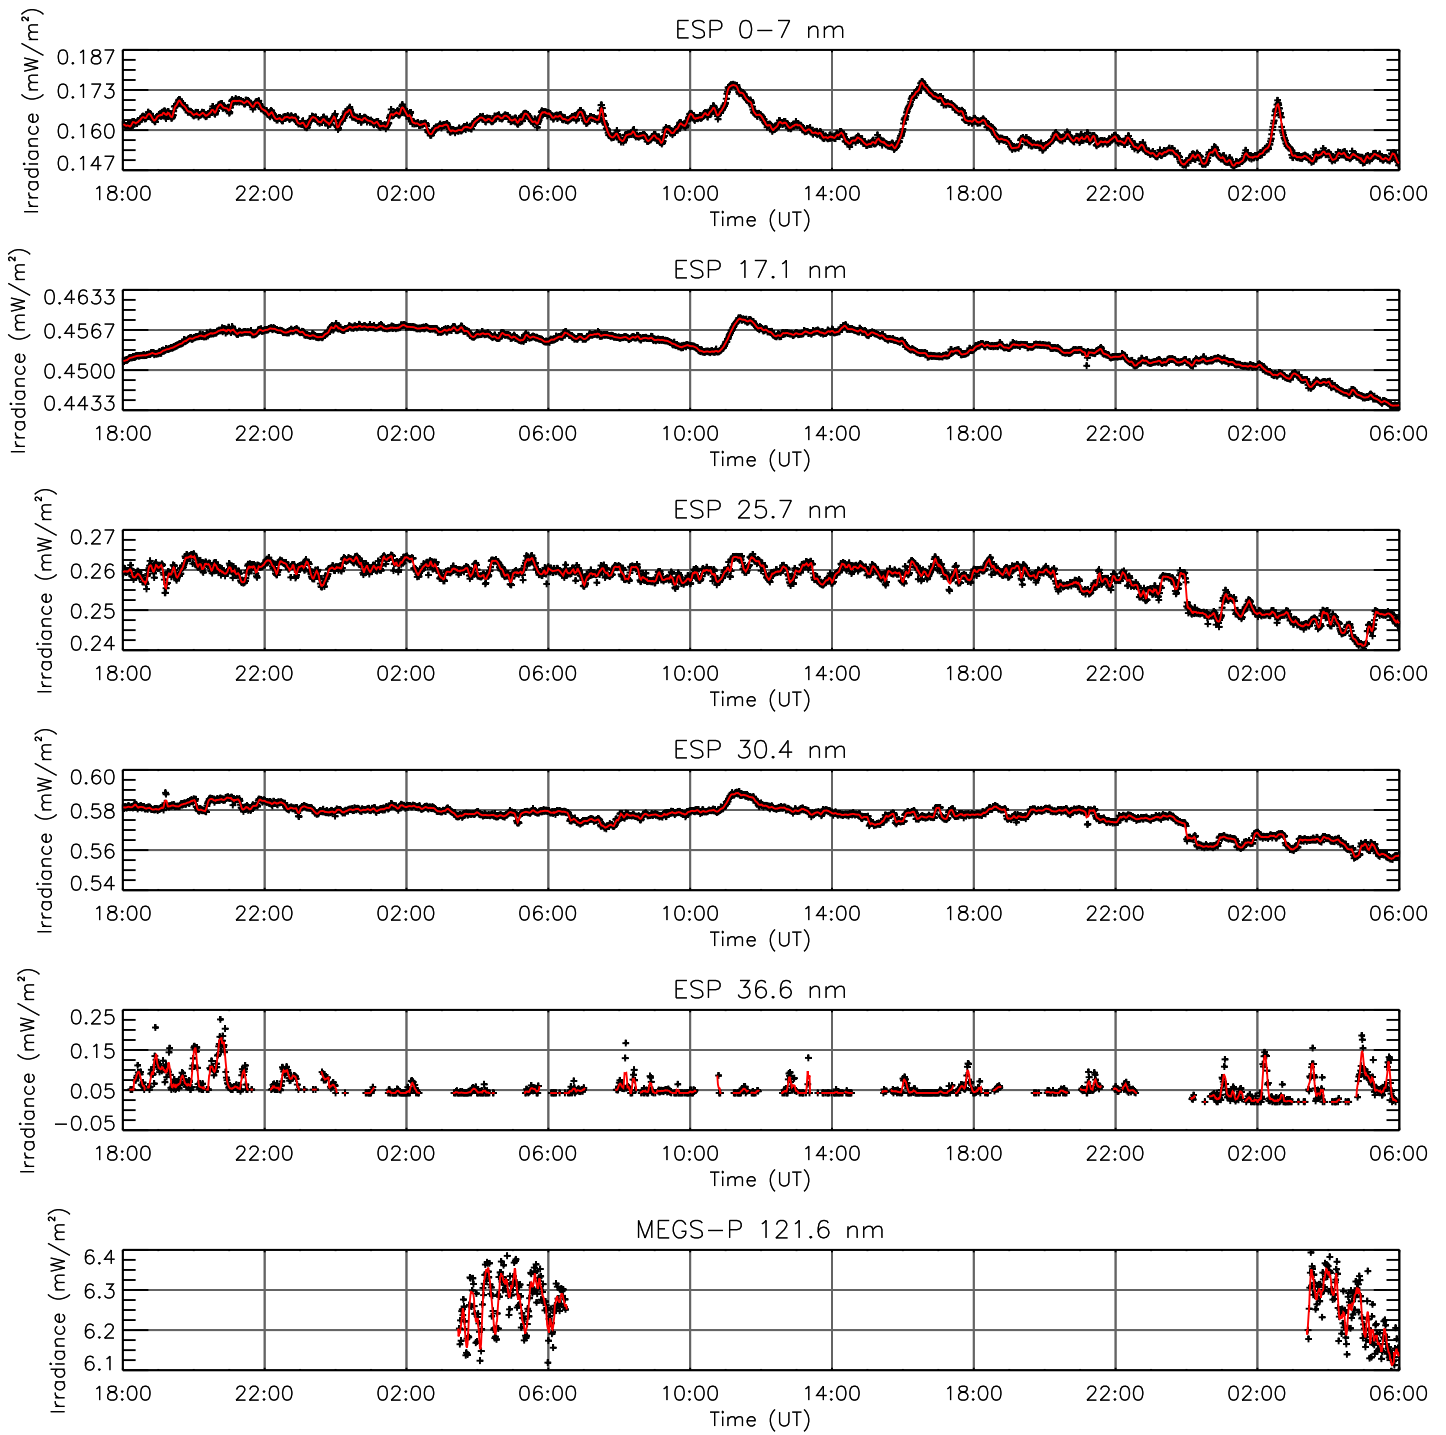 ESP 0-7 nm
Irradiance (mW/m²)
0.187
0.173
0.160
0.147
18:00 22:00 02:00 06:00 10:00 14:00 18:00 22:00 02:00 06:00
Time (UT)
ESP 17.1 nm
Irradiance (mW/m²)
0.4633
0.4567
0.4500
0.4433
18:00 22:00 02:00 06:00 10:00 14:00 18:00 22:00 02:00 06:00
Time (UT)
ESP 25.7 nm
Irradiance (mW/m²)
0.27
0.26
0.25
0.24
18:00 22:00 02:00 06:00 10:00 14:00 18:00 22:00 02:00 06:00
Time (UT)
ESP 30.4 nm
Irradiance (mW/m²)
0.60
0.58
0.56
0.54
18:00 22:00 02:00 06:00 10:00 14:00 18:00 22:00 02:00 06:00
Time (UT)
ESP 36.6 nm
Irradiance (mW/m²)
0.25
0.15
0.05
-0.05
18:00 22:00 02:00 06:00 10:00 14:00 18:00 22:00 02:00 06:00
Time (UT)
MEGS-P 121.6 nm
Irradiance (mW/m²)
6.4
6.3
6.2
6.1
18:00 22:00 02:00 06:00 10:00 14:00 18:00 22:00 02:00 06:00
Time (UT)